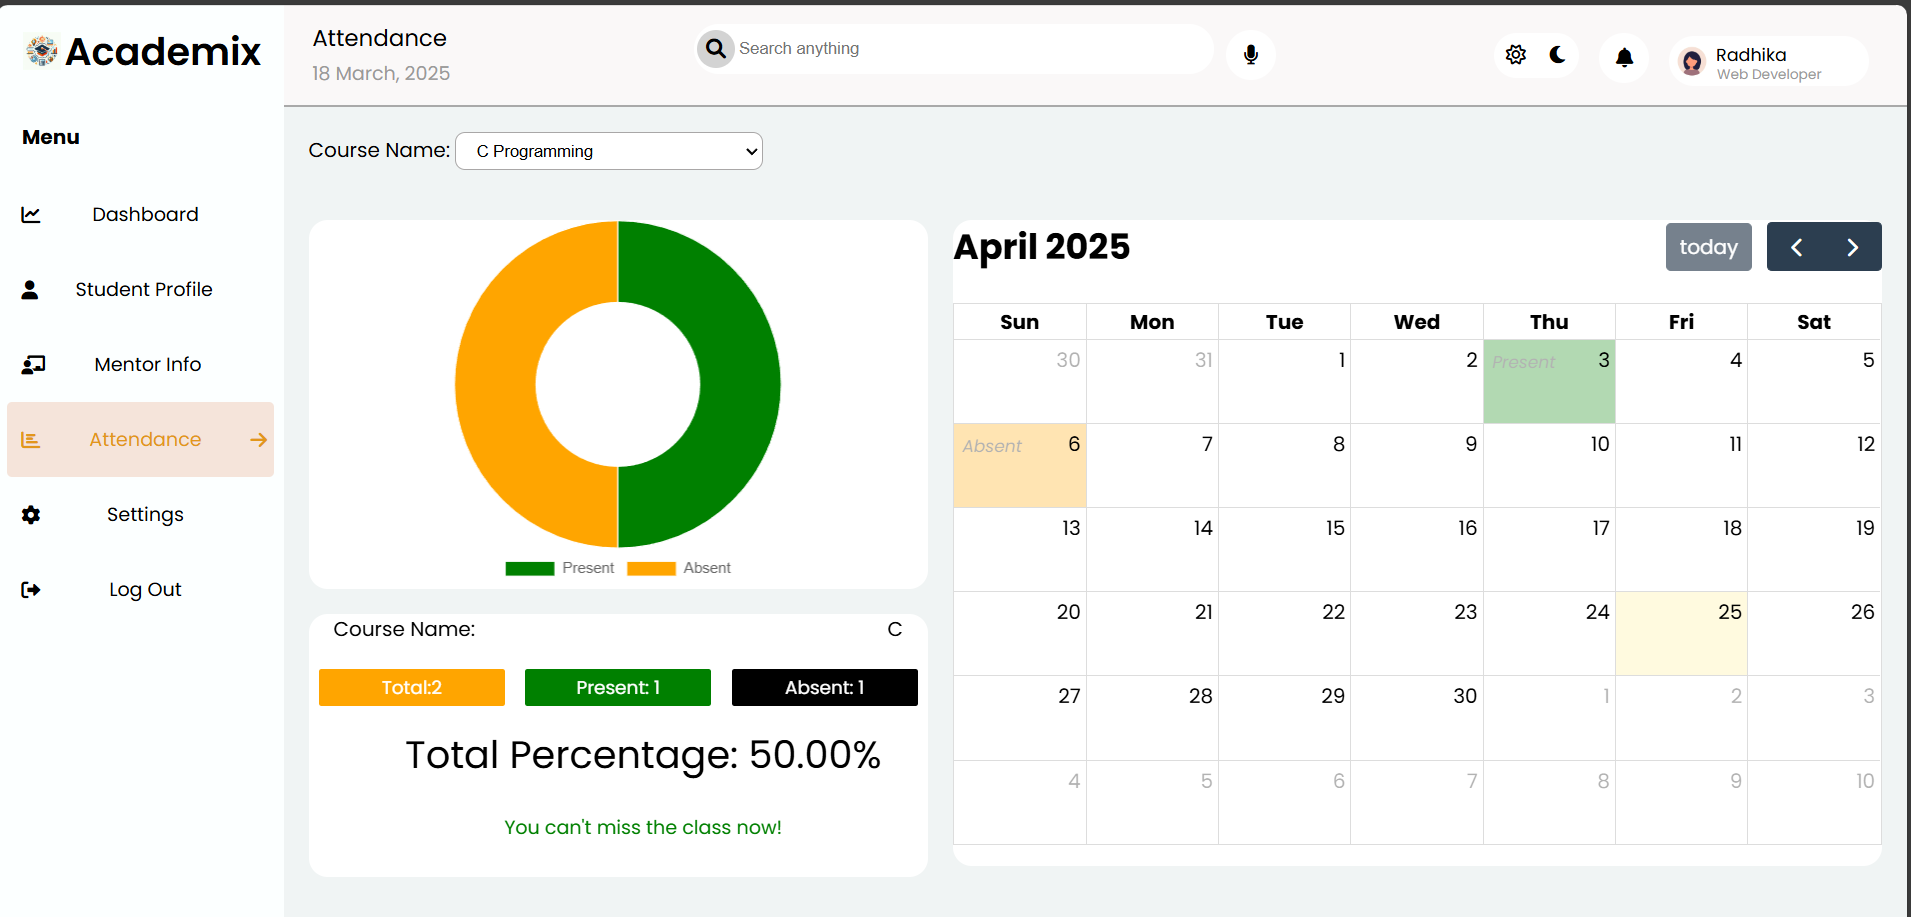 Academix
Menu
Dashboard
Student Profile
Mentor Info
Attendance
Settings
Log Out
Attendance
18 March, 2025
Search anything
Radhika
Web Developer
Course Name: C Programming
Present Absent
Course Name: C
Total:2 Present: 1 Absent: 1
Total Percentage: 50.00%
You can't miss the class now!
April 2025 today
Sun Mon Tue Wed Thu Fri Sat
30 31 1 2 Present 3 4 5
Absent 6 7 8 9 10 11 12
13 14 15 16 17 18 19
20 21 22 23 24 25 26
27 28 29 30 1 2 3
4 5 6 7 8 9 10